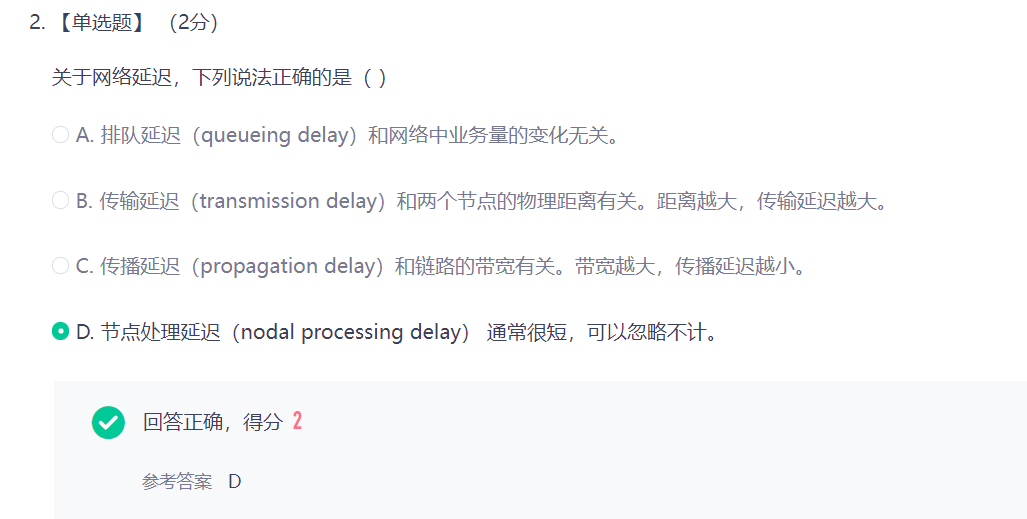 2. 【单选题】 （2分）
关于网络延迟，下列说法正确的是（ ）
A. 排队延迟（queueing delay）和网络中业务量的变化无关。
B. 传输延迟（transmission delay）和两个节点的物理距离有关。距离越大，传输延迟越大。
C. 传播延迟（propagation delay）和链路的带宽有关。带宽越大，传播延迟越小。
D. 节点处理延迟（nodal processing delay） 通常很短，可以忽略不计。
回答正确，得分 2
参考答案 D